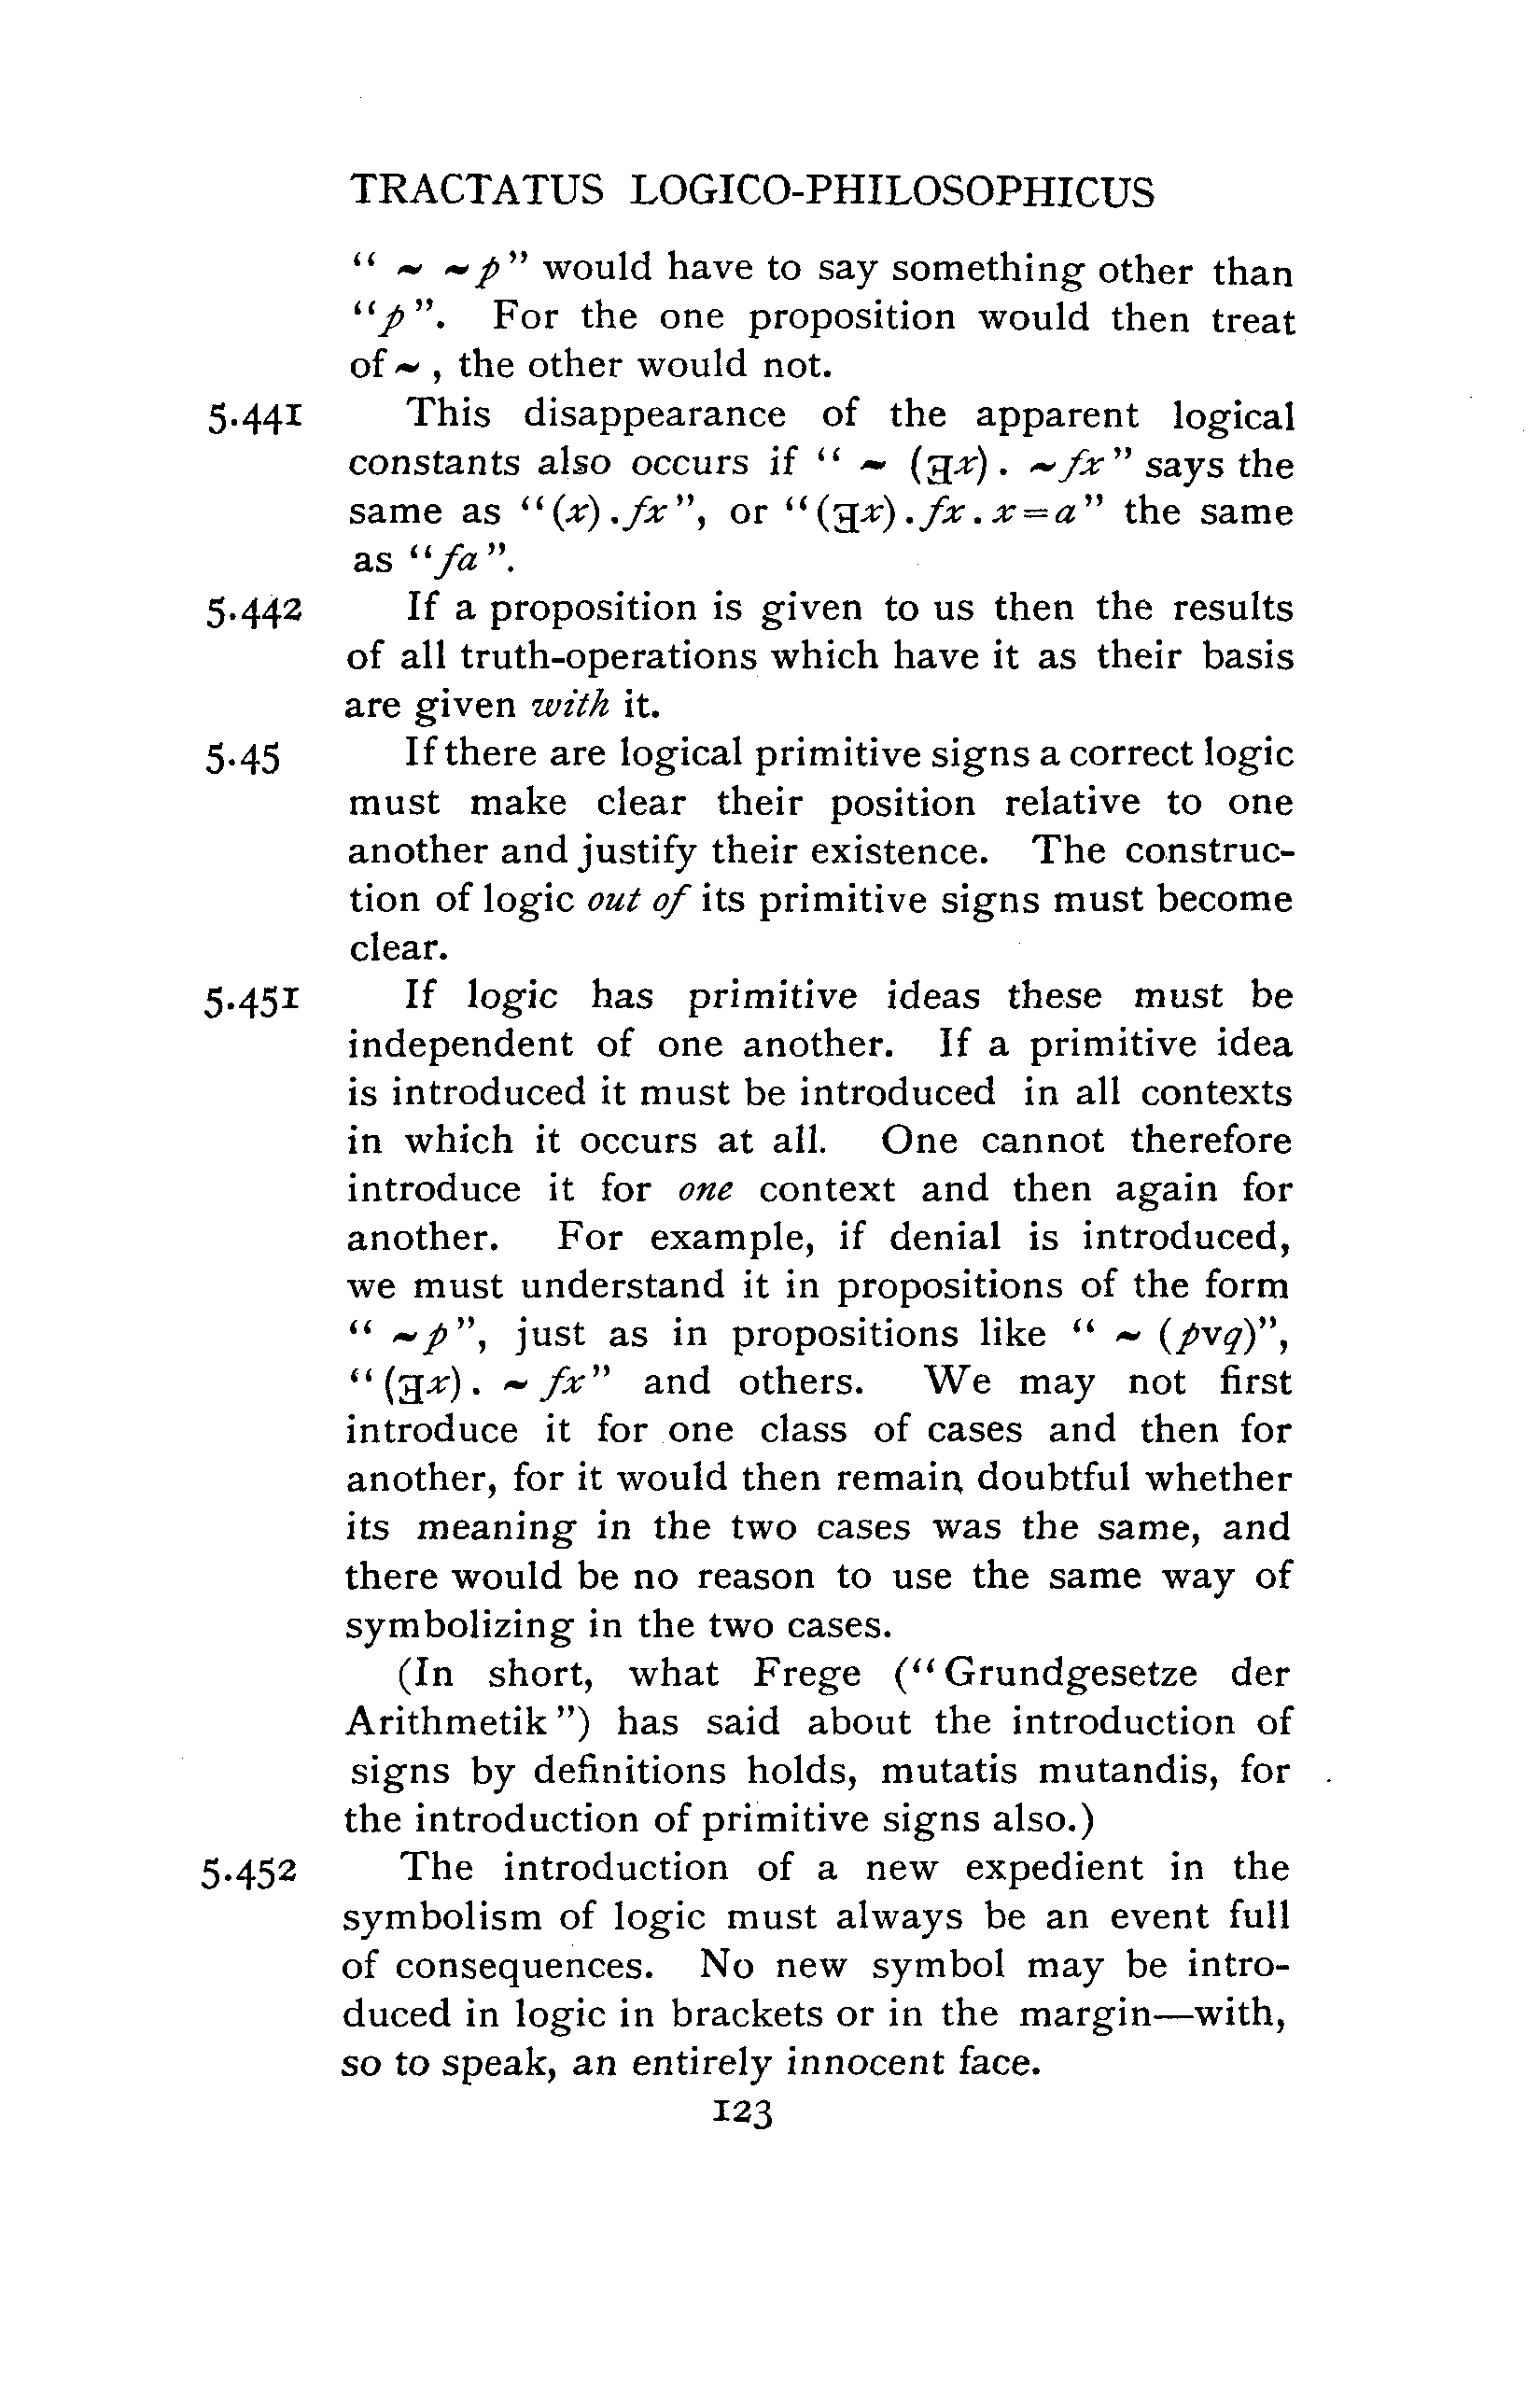 TRACTATUS LOGICO-PHILOSOPHICUS
“ ~ ~p” would have to say something other than
“p”. For the one proposition would then treat
of ~ , the other would not.
5·441 This disappearance of the apparent logical
constants also occurs if “ ~ (∃x) . ~fx” says the
same as “(x) .fx”, or “(∃x) .fx. x=a” the same
as “fa”.
5·442 If a proposition is given to us then the results
of all truth-operations which have it as their basis
are given with it.
5·45 If there are logical primitive signs a correct logic
must make clear their position relative to one
another and justify their existence. The construc-
tion of logic out of its primitive signs must become
clear.
5·451 If logic has primitive ideas these must be
independent of one another. If a primitive idea
is introduced it must be introduced in all contexts
in which it occurs at all. One cannot therefore
introduce it for one context and then again for
another. For example, if denial is introduced,
we must understand it in propositions of the form
“ ~p”, just as in propositions like “ ~ (pvq)”,
“(∃x) . ~ fx” and others. We may not first
introduce it for one class of cases and then for
another, for it would then remain doubtful whether
its meaning in the two cases was the same, and
there would be no reason to use the same way of
symbolizing in the two cases.
(In short, what Frege (“Grundgesetze der
Arithmetik”) has said about the introduction of
signs by definitions holds, mutatis mutandis, for
the introduction of primitive signs also.)
5·452 The introduction of a new expedient in the
symbolism of logic must always be an event full
of consequences. No new symbol may be intro-
duced in logic in brackets or in the margin—with,
so to speak, an entirely innocent face.
123